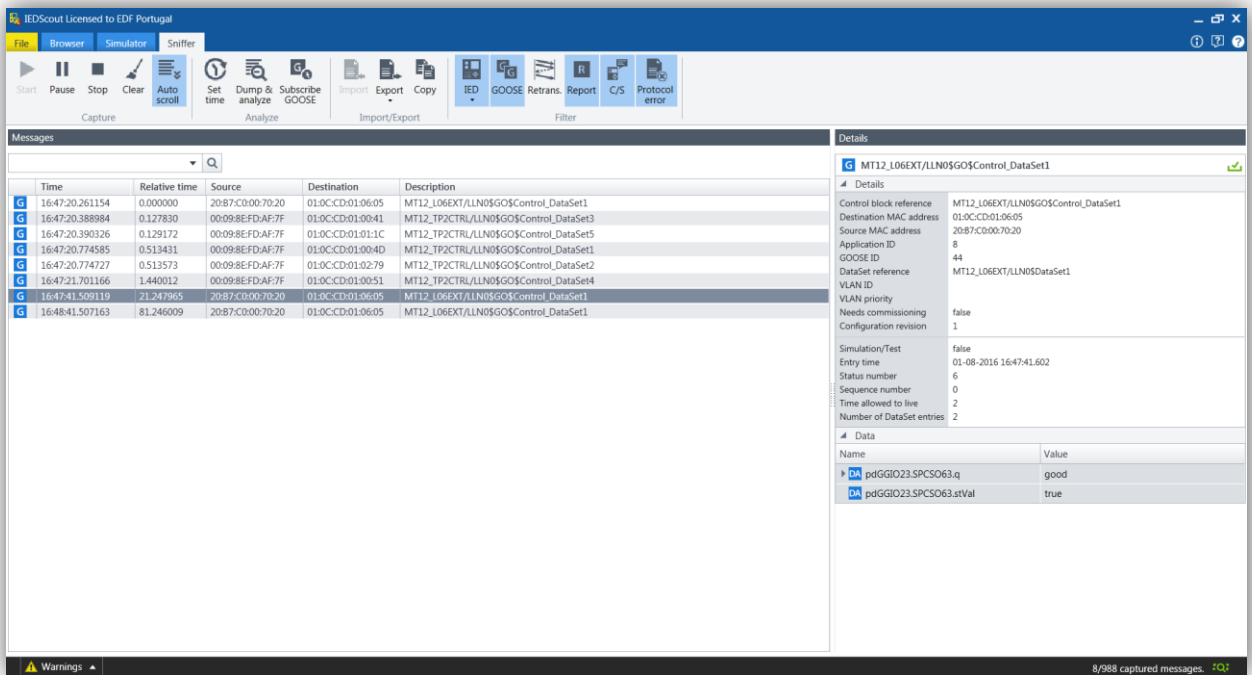 IEDScout Licensed to EDF Portugal
File Browser Simulator Sniffer
Start Pause Stop Clear Auto scroll Set time Dump & analyze Subscribe GOOSE Import Export Copy IED GOOSE Retrans. Report C/S Protocol error
Capture Analyze Import/Export Filter
Messages
Time Relative time Source Destination Description
G 16:47:20.261154 0.000000 20:B7:C0:00:70:20 01:0C:CD:01:06:05 MT12_L06EXT/LLN0$GO$Control_DataSet1
G 16:47:20.388984 0.127830 00:09:8E:FD:AF:7F 01:0C:CD:01:00:41 MT12_TP2CTRL/LLN0$GO$Control_DataSet3
G 16:47:20.390326 0.129172 00:09:8E:FD:AF:7F 01:0C:CD:01:01:1C MT12_TP2CTRL/LLN0$GO$Control_DataSet5
G 16:47:20.774585 0.513431 00:09:8E:FD:AF:7F 01:0C:CD:01:00:4D MT12_TP2CTRL/LLN0$GO$Control_DataSet1
G 16:47:20.774727 0.513573 00:09:8E:FD:AF:7F 01:0C:CD:01:02:79 MT12_TP2CTRL/LLN0$GO$Control_DataSet2
G 16:47:21.701166 1.440012 00:09:8E:FD:AF:7F 01:0C:CD:01:00:51 MT12_TP2CTRL/LLN0$GO$Control_DataSet4
G 16:47:41.509119 21.247965 20:B7:C0:00:70:20 01:0C:CD:01:06:05 MT12_L06EXT/LLN0$GO$Control_DataSet1
G 16:48:41.507163 81.246009 20:B7:C0:00:70:20 01:0C:CD:01:06:05 MT12_L06EXT/LLN0$GO$Control_DataSet1
Details
G MT12_L06EXT/LLN0$GO$Control_DataSet1
Details
Control block reference MT12_L06EXT/LLN0$GO$Control_DataSet1
Destination MAC address 01:0C:CD:01:06:05
Source MAC address 20:B7:C0:00:70:20
Application ID 8
GOOSE ID 44
DataSet reference MT12_L06EXT/LLN0$DataSet1
VLAN ID
VLAN priority
Needs commissioning false
Configuration revision 1
Simulation/Test false
Entry time 01-08-2016 16:47:41.602
Status number 6
Sequence number 0
Time allowed to live 2
Number of DataSet entries 2
Data
Name Value
DA pdGGIO23.SPCSO63.q good
DA pdGGIO23.SPCSO63.stVal true
Warnings
8/988 captured messages.